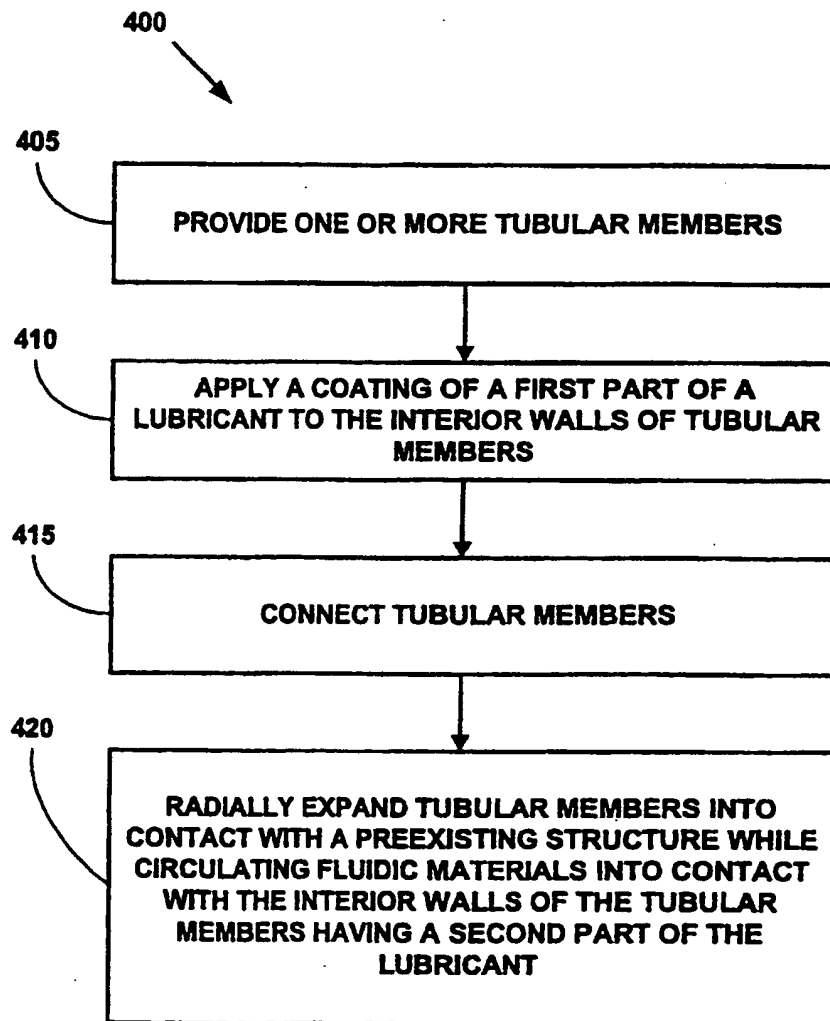 400
405
PROVIDE ONE OR MORE TUBULAR MEMBERS
410
APPLY A COATING OF A FIRST PART OF A
LUBRICANT TO THE INTERIOR WALLS OF TUBULAR
MEMBERS
415
CONNECT TUBULAR MEMBERS
420
RADIALLY EXPAND TUBULAR MEMBERS INTO
CONTACT WITH A PREEXISTING STRUCTURE WHILE
CIRCULATING FLUIDIC MATERIALS INTO CONTACT
WITH THE INTERIOR WALLS OF THE TUBULAR
MEMBERS HAVING A SECOND PART OF THE
LUBRICANT